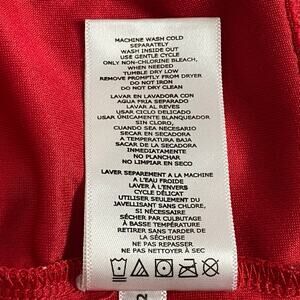 MACHINE WASH COLD
SEPARATELY
WASH INSIDE OUT
USE GENTLE CYCLE
ONLY NON-CHLORINE BLEACH,
WHEN NEEDED
TUMBLE DRY LOW
REMOVE PROMPTLY FROM DRYER
DO NOT IRON
DO NOT DRY CLEAN
LAVAR EN LAVADORA CON
AGUA FRIA SEPARADO
LAVAR AL REVES
USAR CICLO DELICADO
USAR ÚNICAMENTE BLANQUEADOR
SIN CLORO,
CUANDO SEA NECESARIO
SECAR EN SECADORA
A TEMPERATURA BAJA
SACAR DE LA SECADORA
INMEDIATAMENTE
NO PLANCHAR
NO LIMPIAR EN SECO
LAVER SEPAREMENT A LA MACHINE
A L'EAU FROIDE
LAVER À L'ENVERS
CYCLE DÉLICAT
UTILISER SEULEMENT DU
JAVELLISANT SANS CHLORE,
SI NÉCESSAIRE
SÉCHER PAR CULBUTAGE
À BASSE TEMPÉRATURE
RETIRER SANS TARDER DE
LA SÉCHEUSE
NE PAS REPASSER
NE PAS NETTOYER À SEC
2